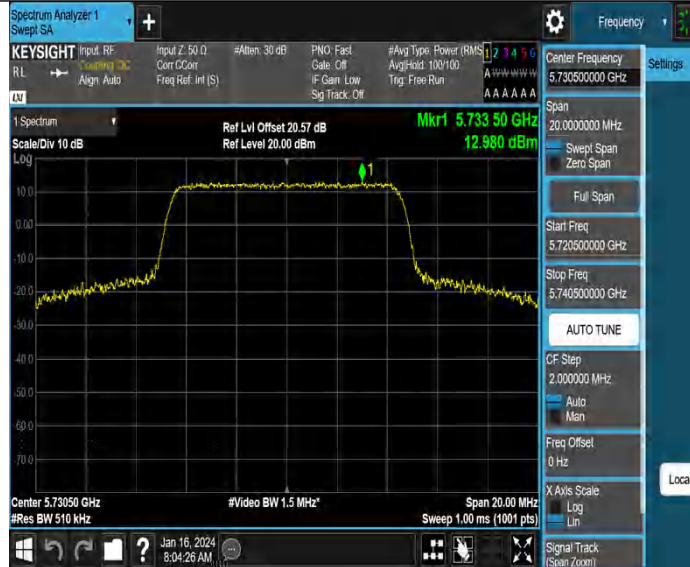 Spectrum Analyzer 1
Swept SA
Frequency
KEYSIGHT
RL
Input: RF
Coupling: DC
Align: Auto
Input Z: 50 Ω
Corr CCorr
Freq Ref: Int (S)
#Atten: 30 dB
PNO: Fast
Gate: Off
IF Gain: Low
Sig Track: Off
#Avg Type: Power (RMS
Avg|Hold: 100/100
Trig: Free Run
1 2 3 4 5 6
A W W W W W
A A A A A A
LXI
1 Spectrum
Scale/Div 10 dB
Log
Ref Lvl Offset 20.57 dB
Ref Level 20.00 dBm
Mkr1 5.733 50 GHz
12.980 dBm
1
10.0
0.00
-10.0
-20.0
-30.0
-40.0
-50.0
-60.0
-70.0
Center 5.73050 GHz
#Res BW 510 kHz
#Video BW 1.5 MHz*
Span 20.00 MHz
Sweep 1.00 ms (1001 pts)
Jan 16, 2024
8:04:26 AM
Center Frequency
5.730500000 GHz
Settings
Span
20.0000000 MHz
Swept Span
Zero Span
Full Span
Start Freq
5.720500000 GHz
Stop Freq
5.740500000 GHz
AUTO TUNE
CF Step
2.000000 MHz
Auto
Man
Freq Offset
0 Hz
X Axis Scale
Log
Lin
Loca
Signal Track
(Span Zoom)